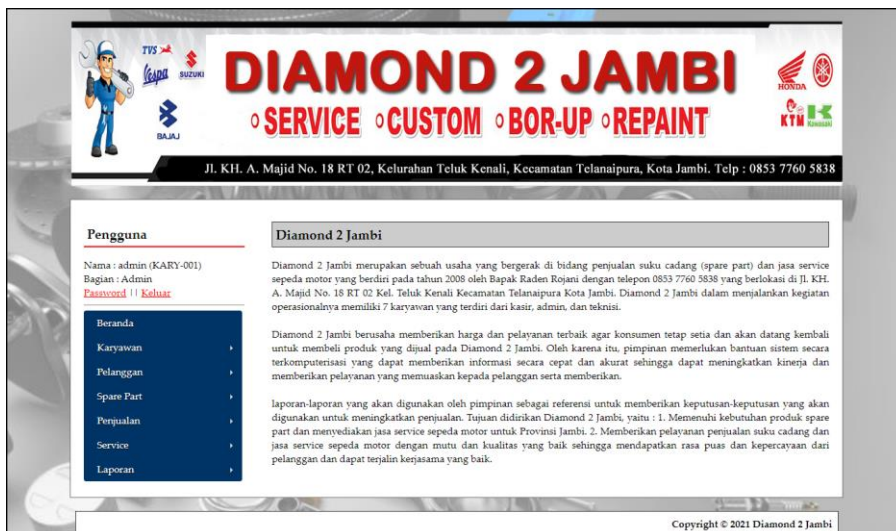 TVS
SUZUKI
Vespa
BAJAJ
DIAMOND 2 JAMBI
SERVICE CUSTOM BOR-UP REPAINT
HONDA
KTM
Kawasaki
Jl. KH. A. Majid No. 18 RT 02, Kelurahan Teluk Kenali, Kecamatan Telanaipura, Kota Jambi. Telp : 0853 7760 5838
Pengguna
Nama : admin (KARY-001)
Bagian : Admin
Password || Keluar
Beranda
Karyawan
Pelanggan
Spare Part
Penjualan
Service
Laporan
Diamond 2 Jambi
Diamond 2 Jambi merupakan sebuah usaha yang bergerak di bidang penjualan suku cadang (spare part) dan jasa service
sepeda motor yang berdiri pada tahun 2008 oleh Bapak Raden Rojani dengan telepon 0853 7760 5838 yang berlokasi di Jl. KH.
A. Majid No. 18 RT 02 Kel. Teluk Kenali Kecamatan Telanaipura Kota Jambi. Diamond 2 Jambi dalam menjalankan kegiatan
operasionalnya memiliki 7 karyawan yang terdiri dari kasir, admin, dan teknisi.
Diamond 2 Jambi berusaha memberikan harga dan pelayanan terbaik agar konsumen tetap setia dan akan datang kembali
untuk membeli produk yang dijual pada Diamond 2 Jambi. Oleh karena itu, pimpinan memerlukan bantuan sistem secara
terkomputerisasi yang dapat memberikan informasi secara cepat dan akurat sehingga dapat meningkatkan kinerja dan
memberikan pelayanan yang memuaskan kepada pelanggan serta memberikan.
laporan-laporan yang akan digunakan oleh pimpinan sebagai referensi untuk memberikan keputusan-keputusan yang akan
digunakan untuk meningkatkan penjualan. Tujuan didirikan Diamond 2 Jambi, yaitu : 1. Memenuhi kebutuhan produk spare
part dan menyediakan jasa service sepeda motor untuk Provinsi Jambi. 2. Memberikan pelayanan penjualan suku cadang dan
jasa service sepeda motor dengan mutu dan kualitas yang baik sehingga mendapatkan rasa puas dan kepercayaan dari
pelanggan dan dapat terjalin kerjasama yang baik.
Copyright © 2021 Diamond 2 Jambi